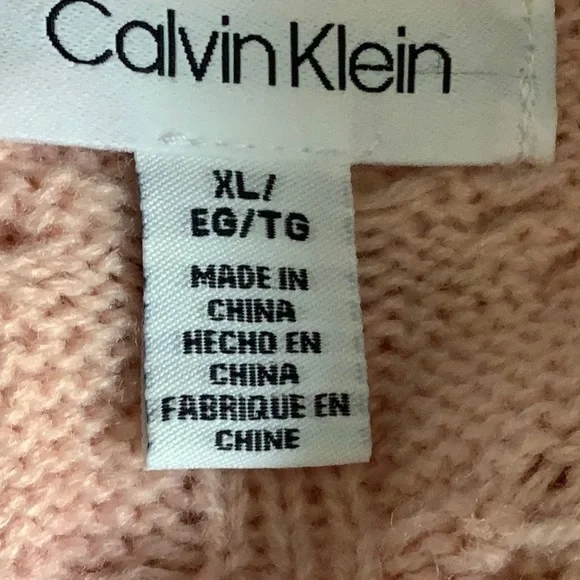 Calvin Klein
XL/
EG/TG
MADE IN
CHINA
HECHO EN
CHINA
FABRIQUE EN
CHINE